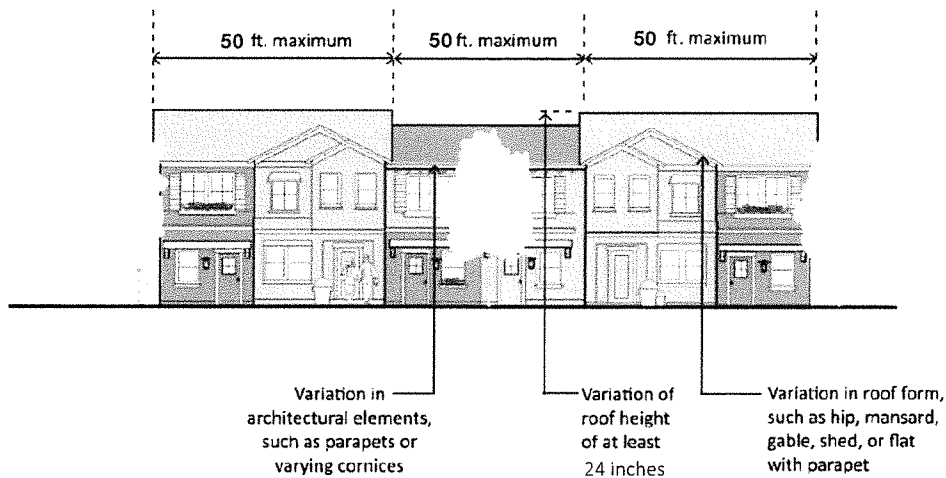 50 ft. maximum
50 ft. maximum
50 ft. maximum
Variation in
architectural elements,
such as parapets or
varying cornices
Variation of
roof height
of at least
24 inches
Variation in roof form,
such as hip, mansard,
gable, shed, or flat
with parapet